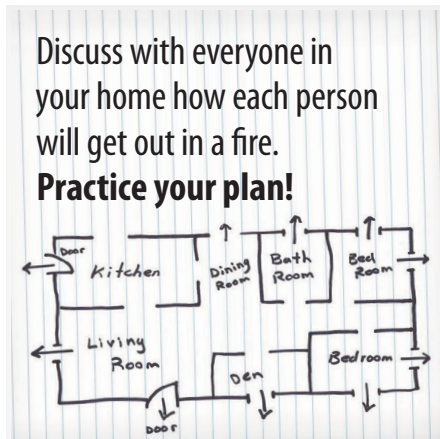 Discuss with everyone in
your home how each person
will get out in a fire.
Practice your plan!
Door
Kitchen
Dining
Room
Bath
Room
Bed
Room
Living
Room
Den
Bedroom
Door